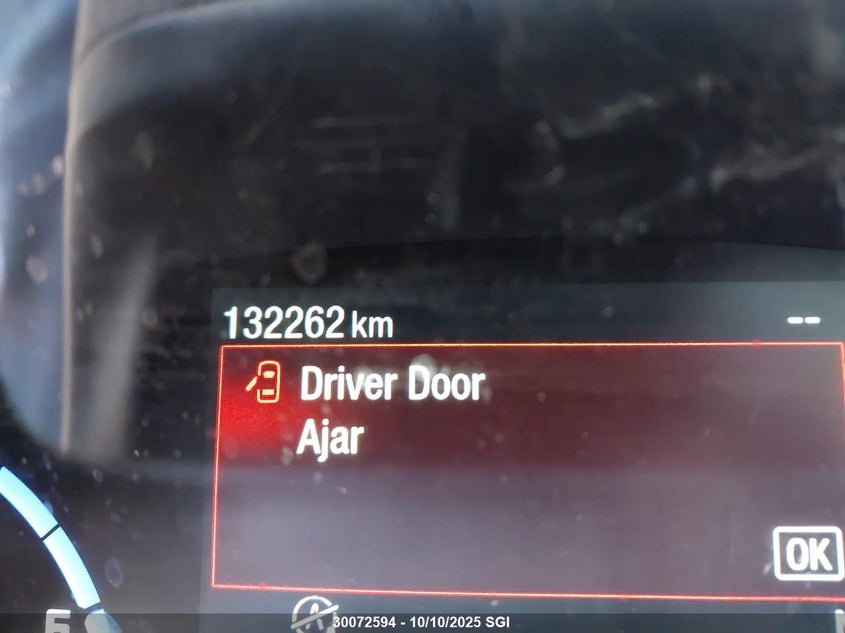 132262 km --
Driver Door
Ajar
OK
30072594 - 10/10/2025 SGI